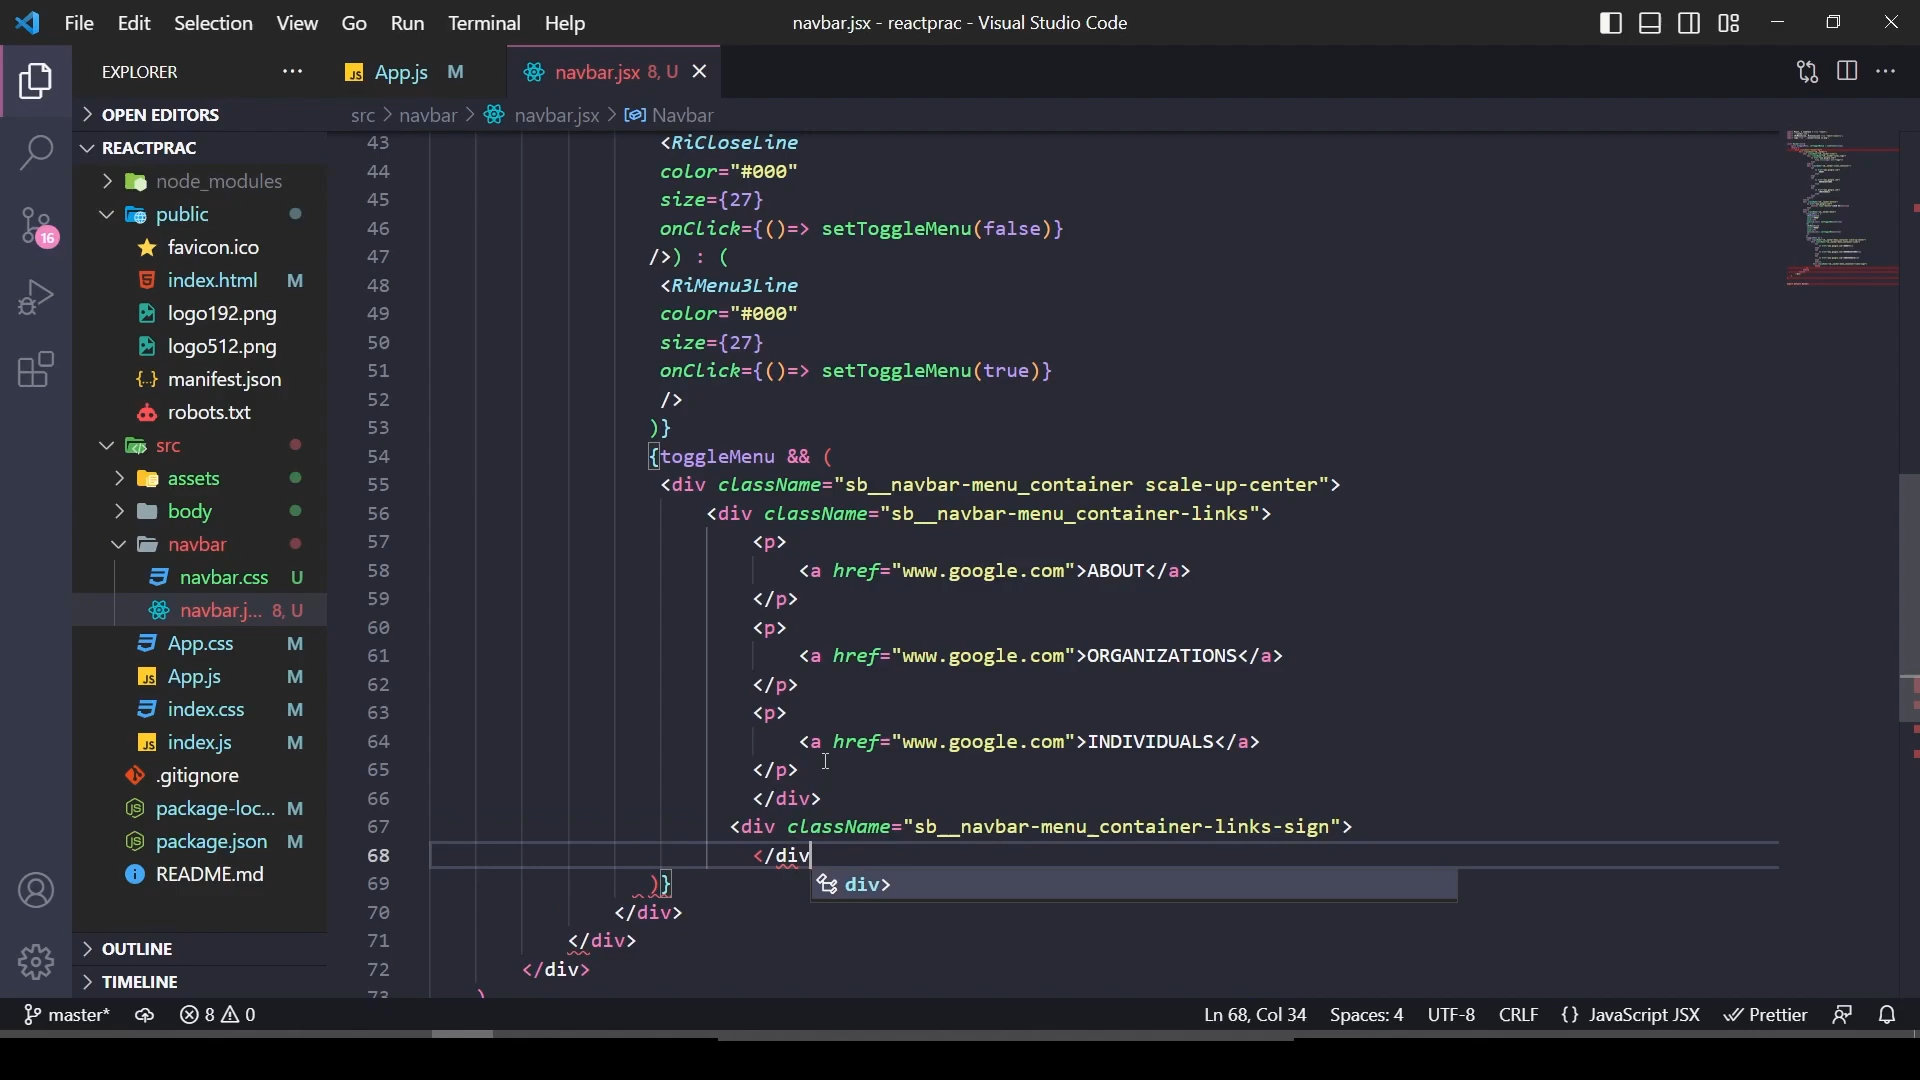 File Edit Selection View Go Run Terminal Help
navbar.jsx - reactprac - Visual Studio Code
EXPLORER
App.js M
navbar.jsx 8, U
OPEN EDITORS
src > navbar > navbar.jsx > Navbar
REACTPRAC
node_modules
public
favicon.ico
index.html M
logo192.png
logo512.png
manifest.json
robots.txt
src
assets
body
navbar
navbar.css U
navbar.j... 8, U
App.css M
App.js M
index.css M
index.js M
.gitignore
package-loc... M
package.json M
README.md
OUTLINE
TIMELINE
16
43 <RiCloseLine
44 color="#000"
45 size={27}
46 onClick={()=> setToggleMenu(false)}
47 />) : (
48 <RiMenu3Line
49 color="#000"
50 size={27}
51 onClick={()=> setToggleMenu(true)}
52 />
53 )}
54 {toggleMenu && (
55 <div className="sb__navbar-menu_container scale-up-center">
56 <div className="sb__navbar-menu_container-links">
57 <p>
58 <a href="www.google.com">ABOUT</a>
59 </p>
60 <p>
61 <a href="www.google.com">ORGANIZATIONS</a>
62 </p>
63 <p>
64 <a href="www.google.com">INDIVIDUALS</a>
65 </p>
66 </div>
67 <div className="sb__navbar-menu_container-links-sign">
68 </div
div>
69 )}
70 </div>
71 </div>
72 </div>
73 )
master* 8 0 Ln 68, Col 34 Spaces: 4 UTF-8 CRLF {} JavaScript JSX Prettier